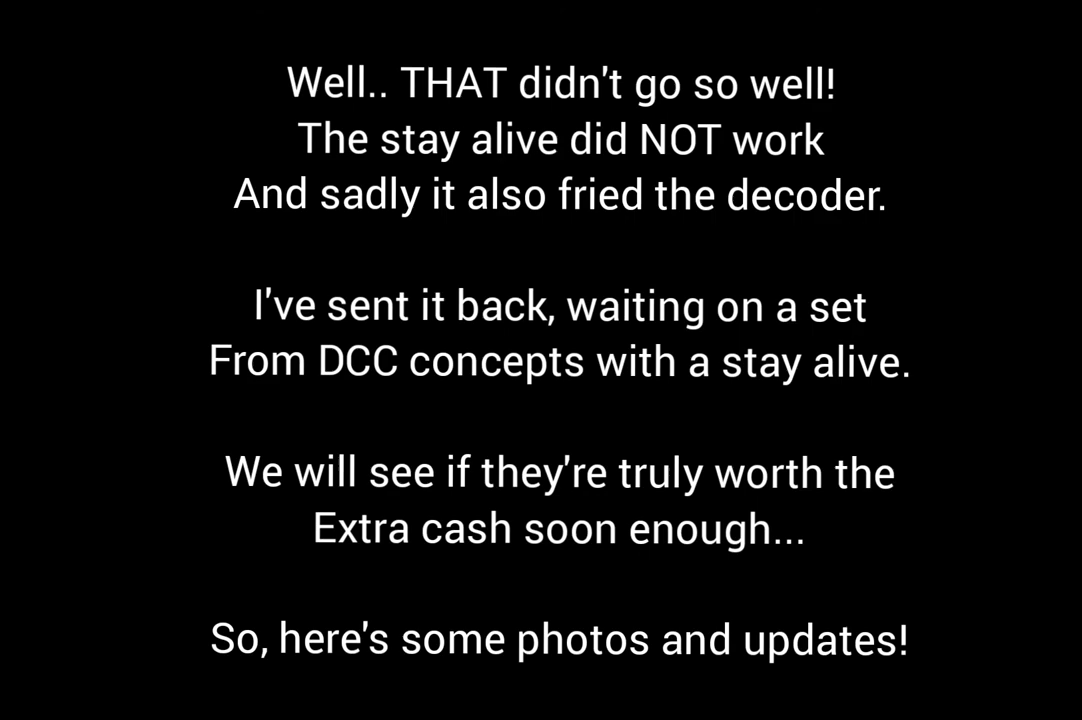 Well.. THAT didn't go so well!
The stay alive did NOT work
And sadly it also fried the decoder.
I've sent it back, waiting on a set
From DCC concepts with a stay alive.
We will see if they're truly worth the
Extra cash soon enough...
So, here's some photos and updates!